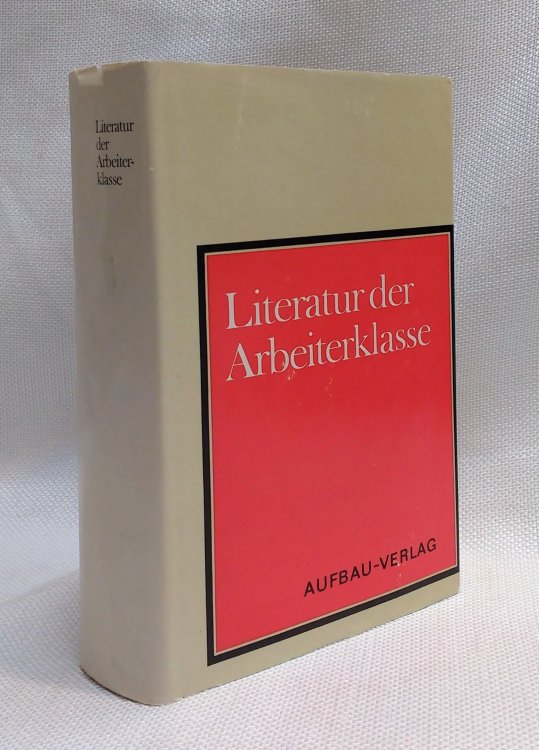 Literatur
der
Arbeiter-
klasse
Literatur der
Arbeiterklasse
AUFBAU-VERLAG